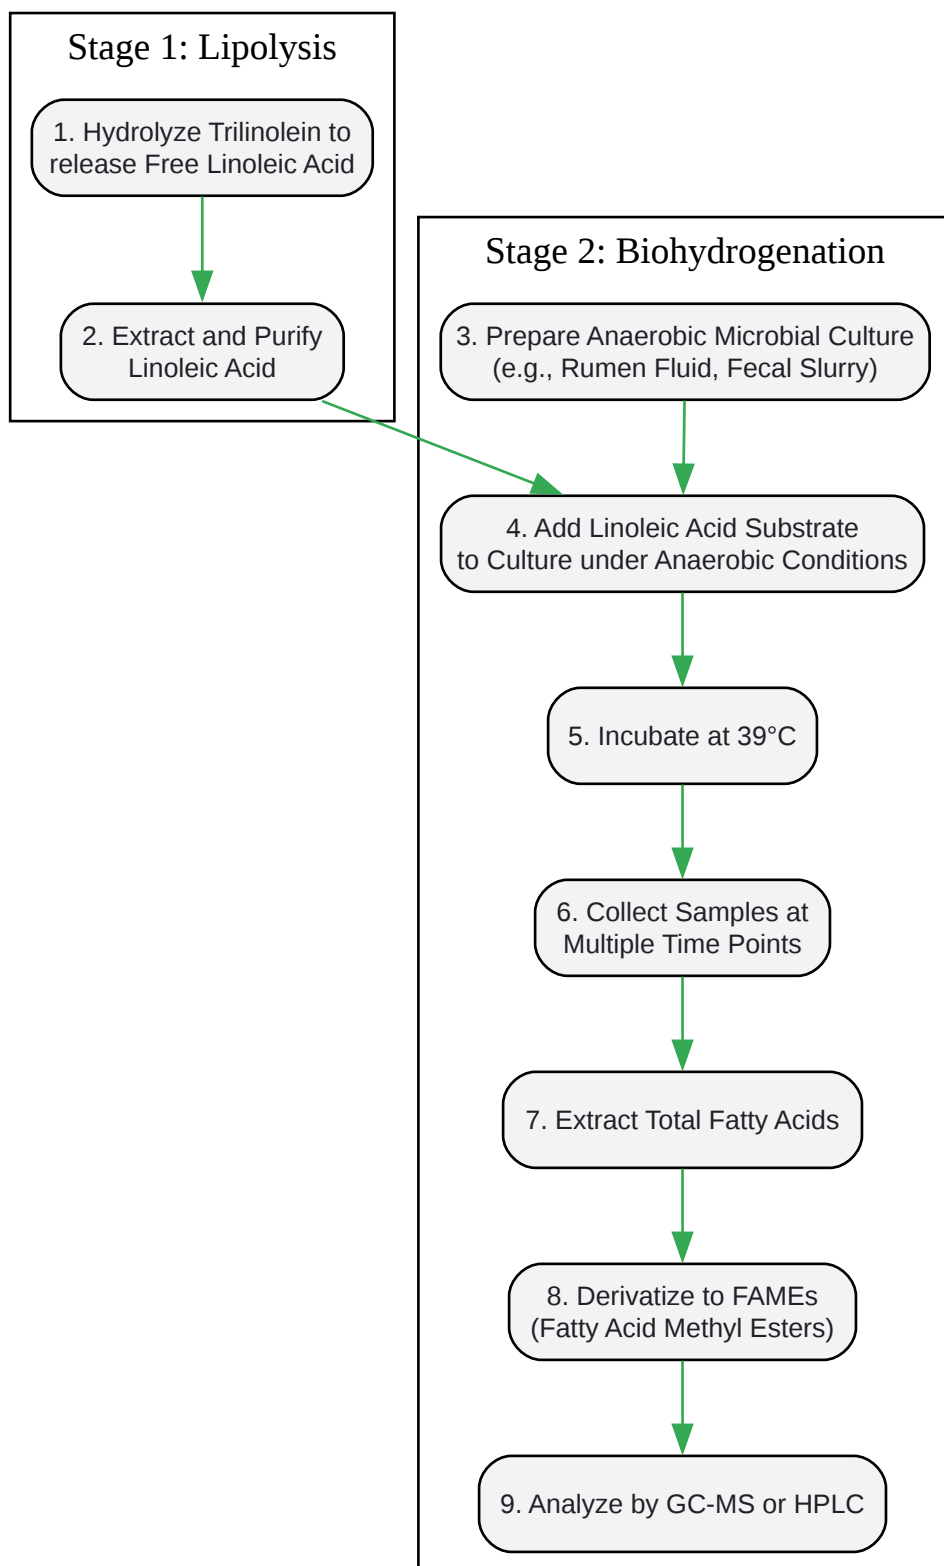 Stage 1: Lipolysis
1. Hydrolyze Trilinolein to
release Free Linoleic Acid
2. Extract and Purify
Linoleic Acid
Stage 2: Biohydrogenation
3. Prepare Anaerobic Microbial Culture
(e.g., Rumen Fluid, Fecal Slurry)
4. Add Linoleic Acid Substrate
to Culture under Anaerobic Conditions
5. Incubate at 39°C
6. Collect Samples at
Multiple Time Points
7. Extract Total Fatty Acids
8. Derivatize to FAMEs
(Fatty Acid Methyl Esters)
9. Analyze by GC-MS or HPLC